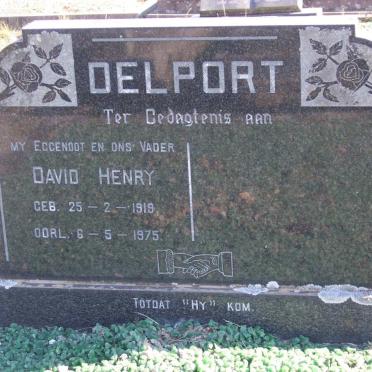 DELPORT
Ter Gedagtenis aan
MY EGGENOOT EN ONS VADER
DAVID HENRY
GEB. 25 - 2 - 1919
OORL. 6 - 5 - 1975
TOTDAT "HY" KOM.